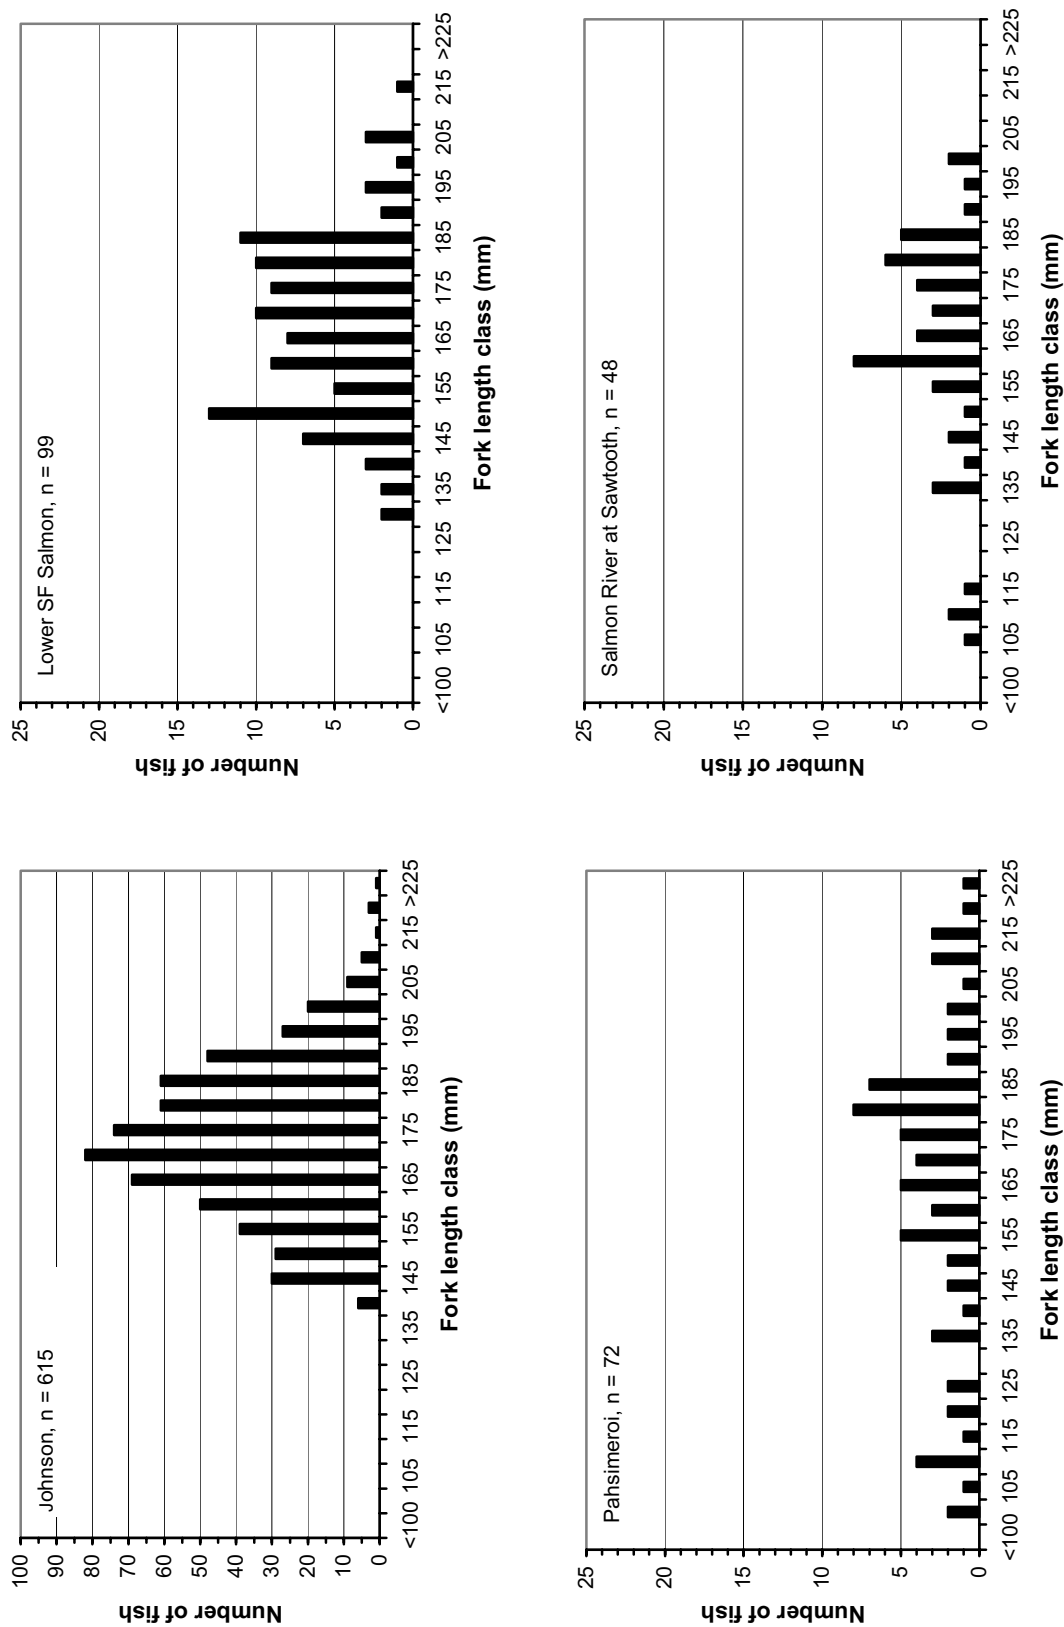 Johnson, n = 615
Number of fish
100
90
80
70
60
50
40
30
20
10
0
<100 105 115 125 135 145 155 165 175 185 195 205 215 >225
Fork length class (mm)
Lower SF Salmon, n = 99
Number of fish
25
20
15
10
5
0
<100 105 115 125 135 145 155 165 175 185 195 205 215 >225
Fork length class (mm)
Pahsimeroi, n = 72
Number of fish
25
20
15
10
5
0
<100 105 115 125 135 145 155 165 175 185 195 205 215 >225
Fork length class (mm)
Salmon River at Sawtooth, n = 48
Number of fish
25
20
15
10
5
0
<100 105 115 125 135 145 155 165 175 185 195 205 215 >225
Fork length class (mm)